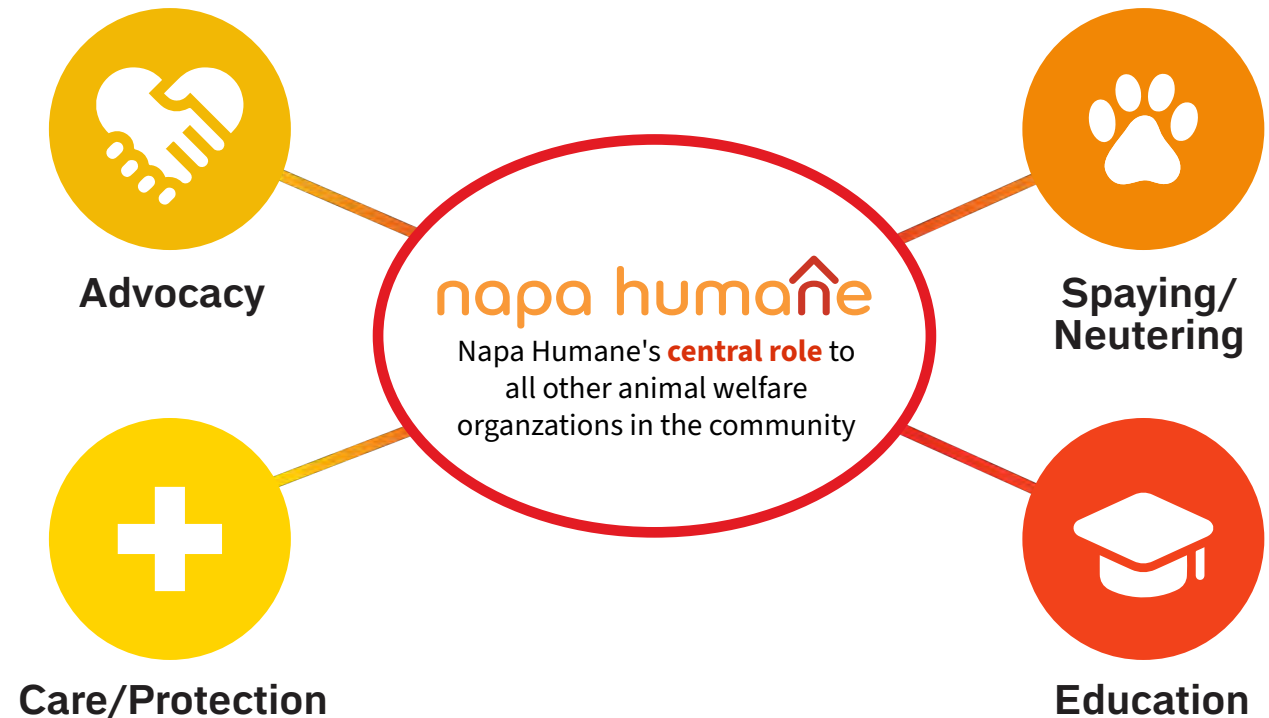 Advocacy
Spaying/
Neutering
napa humane
Napa Humane's central role to
all other animal welfare
organzations in the community
Care/Protection
Education